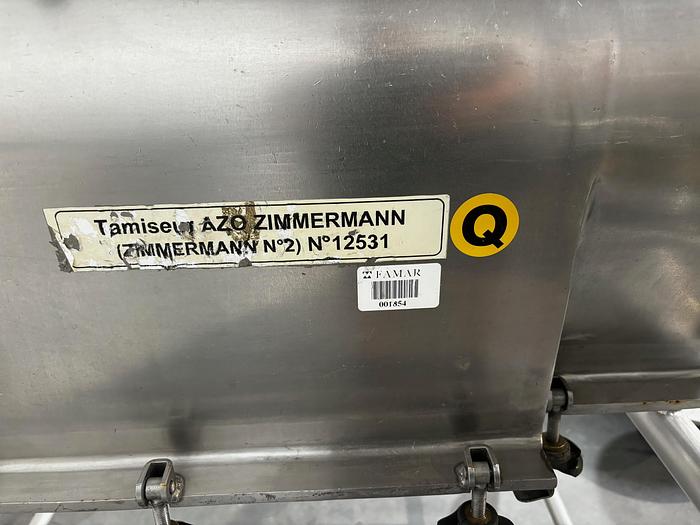 Tamiseur AZO ZIMMERMANN
(ZIMMERMANN N°2) N°12531
Q
FAMAR
001854